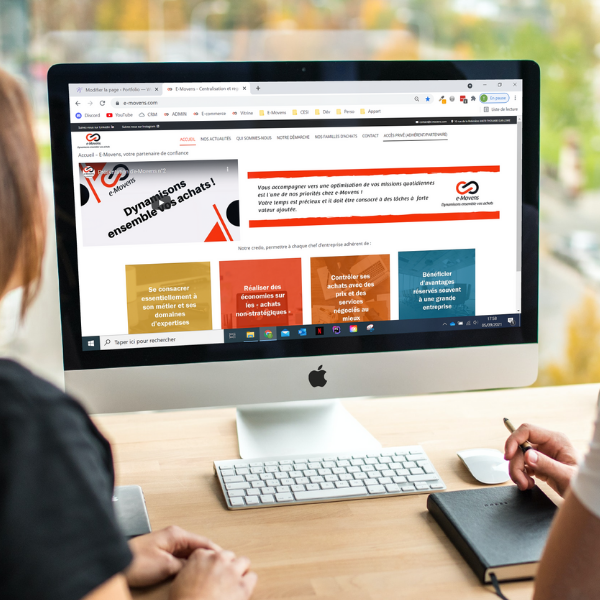 Modifier la page - Portfolio
E-Movens - Centralisation et
e-movens.com
Discord YouTube CRM ADMIN E-commerce Vitrine E-Movens CESI Ddv Perso Appart
Liste de lecture
e-Movens
ACCUEIL NOS ACTUALITÉS QUI SOMMES-NOUS NOTRE DÉMARCHE NOS FAMILLES D'ACHATS CONTACT ACCÈS PRIVÉ (ADHÉRENT/PARTENAIRE)
Accueil - E-Movens, votre partenaire de confiance
e-Movens
Dynamisons
ensemble vos achats !
Vous accompagner vers une optimisation de vos missions quotidiennes
est l'une de nos priorités chez e-Movens !
Votre temps est précieux et il doit être consacré à des tâches à forte
valeur ajoutée.
e-Movens
Dynamisons ensemble vos achats
Notre credo, permettre à chaque chef d'entreprise adhérent de :
Se consacrer
essentiellement à
son métier et ses
domaines
d'expertises
Réaliser des
économies sur
les « achats
non-stratégiques »
Contrôler ses
achats avec des
prix et des
services
négociés au
mieux
Bénéficier
d'avantages
réservés souvent
à une grande
entreprise
Taper ici pour rechercher
17:59
01/09/2021